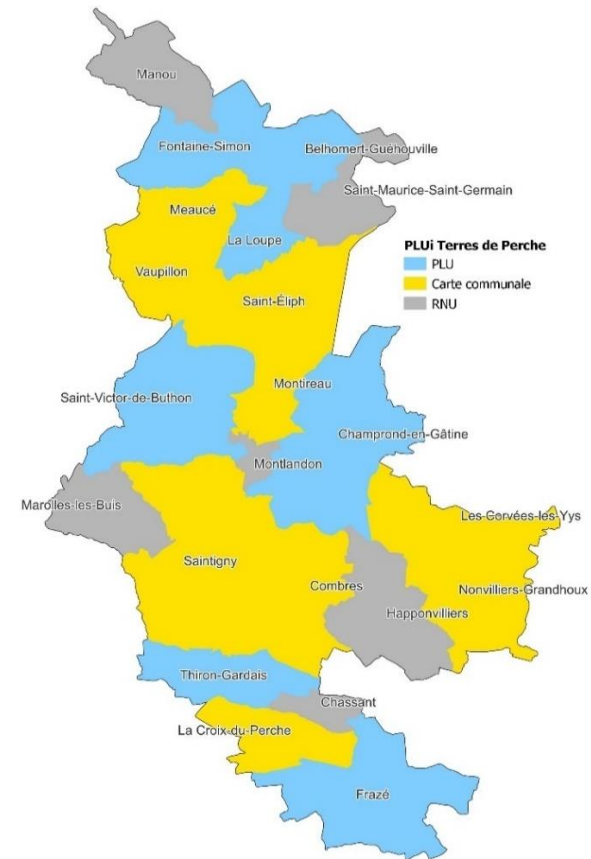 Manou
Fontaine-Simon
Belhomert-Guéhouville
Saint-Maurice-Saint-Germain
Meaucé
La Loupe
PLUi Terres de Perche
PLU
Carte communale
RNU
Vaupillon
Saint-Éliph
Montireau
Saint-Victor-de-Buthon
Champrond-en-Gâtine
Montlandon
Marolles-les-Buis
Les-Corvées-les-Yys
Saintigny
Combres
Nonvilliers-Grandhoux
Happonvilliers
Thiron-Gardais
Chassant
La Croix-du-Perche
Frazé